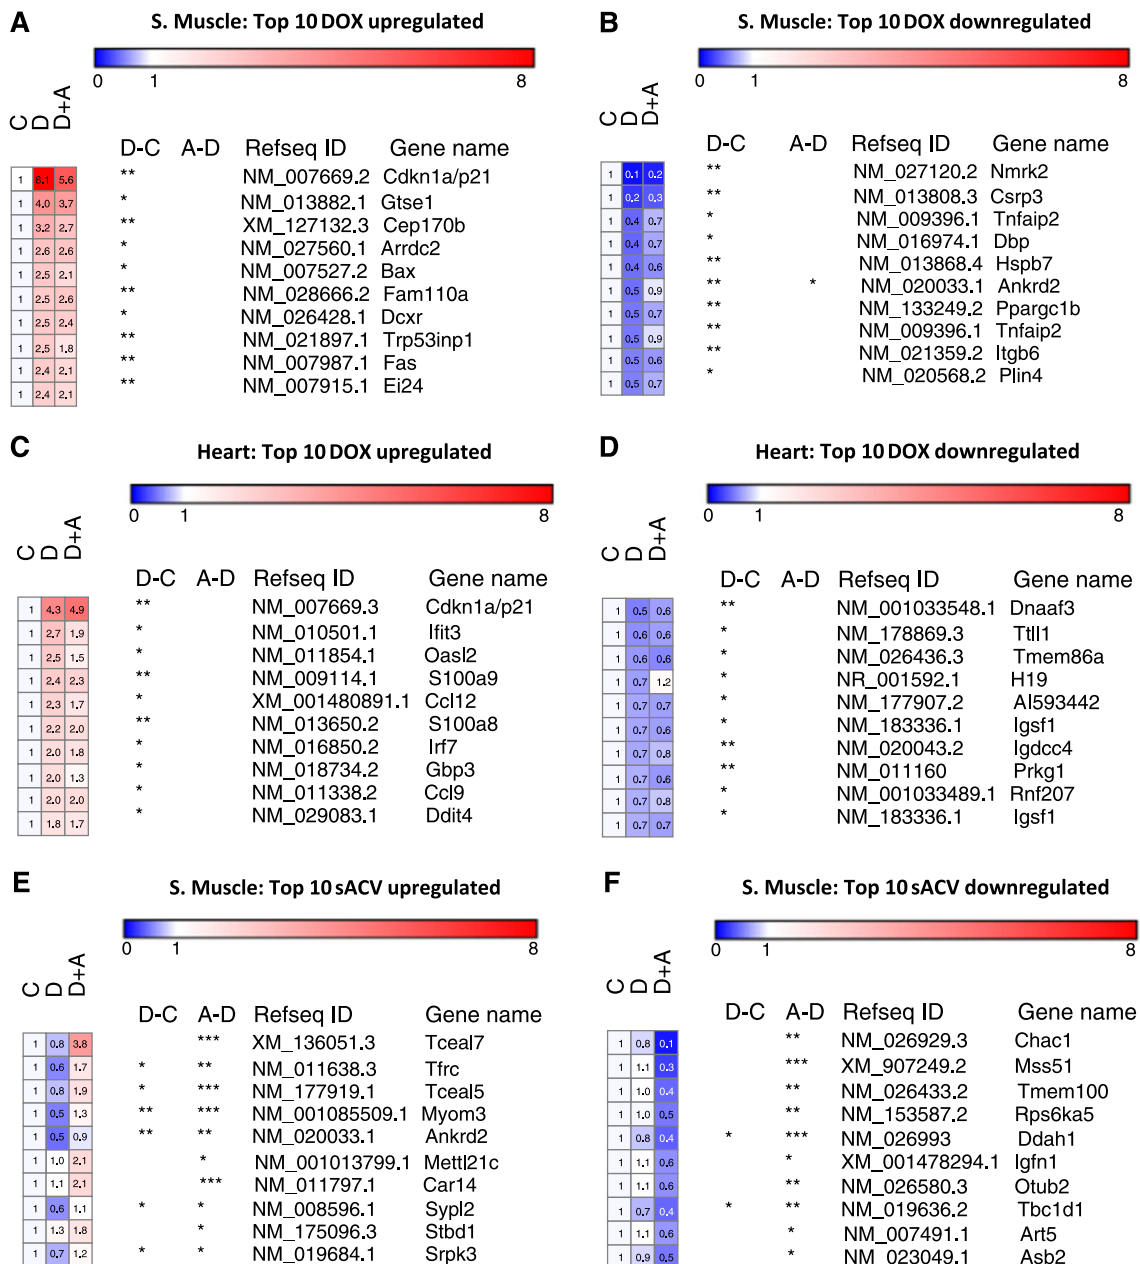 A
S. Muscle: Top 10 DOX upregulated
0 1 8
C D D+A
D-C A-D Refseq ID Gene name
1 8.1 5.6 ** NM_007669.2 Cdkn1a/p21
1 4.0 3.7 * NM_013882.1 Gtse1
1 3.2 2.7 ** XM_127132.3 Cep170b
1 2.6 2.6 * NM_027560.1 Arrdc2
1 2.5 2.1 * NM_007527.2 Bax
1 2.5 2.6 ** NM_028666.2 Fam110a
1 2.5 2.4 * NM_026428.1 Dcxr
1 2.5 1.8 ** NM_021897.1 Trp53inp1
1 2.4 2.1 ** NM_007987.1 Fas
1 2.4 2.1 ** NM_007915.1 Ei24
B
S. Muscle: Top 10 DOX downregulated
0 1 8
C D D+A
D-C A-D Refseq ID Gene name
1 0.1 0.2 ** NM_027120.2 Nmrk2
1 0.2 0.3 ** NM_013808.3 Csrp3
1 0.4 0.7 * NM_009396.1 Tnfaip2
1 0.4 0.7 * NM_016974.1 Dbp
1 0.4 0.6 ** NM_013868.4 Hspb7
1 0.5 0.9 ** * NM_020033.1 Ankrd2
1 0.5 0.7 ** NM_133249.2 Ppargc1b
1 0.5 0.9 ** NM_009396.1 Tnfaip2
1 0.5 0.6 ** NM_021359.2 Itgb6
1 0.5 0.7 * NM_020568.2 Plin4
C
Heart: Top 10 DOX upregulated
0 1 8
C D D+A
D-C A-D Refseq ID Gene name
1 4.3 4.9 ** NM_007669.3 Cdkn1a/p21
1 2.7 1.9 * NM_010501.1 Ifit3
1 2.5 1.5 * NM_011854.1 Oasl2
1 2.4 2.3 ** NM_009114.1 S100a9
1 2.3 1.7 * XM_001480891.1 Ccl12
1 2.2 2.0 ** NM_013650.2 S100a8
1 2.0 1.8 * NM_016850.2 Irf7
1 2.0 1.3 * NM_018734.2 Gbp3
1 2.0 2.0 * NM_011338.2 Ccl9
1 1.8 1.7 * NM_029083.1 Ddit4
D
Heart: Top 10 DOX downregulated
0 1 8
C D D+A
D-C A-D Refseq ID Gene name
1 0.5 0.6 ** NM_001033548.1 Dnaaf3
1 0.6 0.6 * NM_178869.3 Ttll1
1 0.6 0.6 * NM_026436.3 Tmem86a
1 0.7 1.2 * NR_001592.1 H19
1 0.7 0.7 * NM_177907.2 AI593442
1 0.7 0.6 * NM_183336.1 Igsf1
1 0.7 0.8 ** NM_020043.2 Igdcc4
1 0.7 0.6 ** NM_011160 Prkg1
1 0.7 0.8 * NM_001033489.1 Rnf207
1 0.7 0.7 * NM_183336.1 Igsf1
E
S. Muscle: Top 10 sACV upregulated
0 1 8
C D D+A
D-C A-D Refseq ID Gene name
1 0.8 3.8 *** XM_136051.3 Tceal7
1 0.6 1.7 * ** NM_011638.3 Tfrc
1 0.8 1.9 * *** NM_177919.1 Tceal5
1 0.5 1.3 ** *** NM_001085509.1 Myom3
1 0.5 0.9 ** ** NM_020033.1 Ankrd2
1 1.0 2.1 * NM_001013799.1 Mettl21c
1 1.1 2.1 *** NM_011797.1 Car14
1 0.6 1.1 * * NM_008596.1 Sypl2
1 1.3 1.8 * NM_175096.3 Stbd1
1 0.7 1.2 * * NM_019684.1 Srpk3
F
S. Muscle: Top 10 sACV downregulated
0 1 8
C D D+A
D-C A-D Refseq ID Gene name
1 0.8 0.1 ** NM_026929.3 Chac1
1 1.1 0.3 *** XM_907249.2 Mss51
1 1.0 0.4 ** NM_026433.2 Tmem100
1 1.0 0.5 ** NM_153587.2 Rps6ka5
1 0.8 0.4 * *** NM_026993 Ddah1
1 1.1 0.6 * XM_001478294.1 Igfn1
1 1.1 0.6 ** NM_026580.3 Otub2
1 0.7 0.4 * ** NM_019636.2 Tbc1d1
1 1.1 0.6 * NM_007491.1 Art5
1 0.9 0.5 * NM_023049.1 Asb2